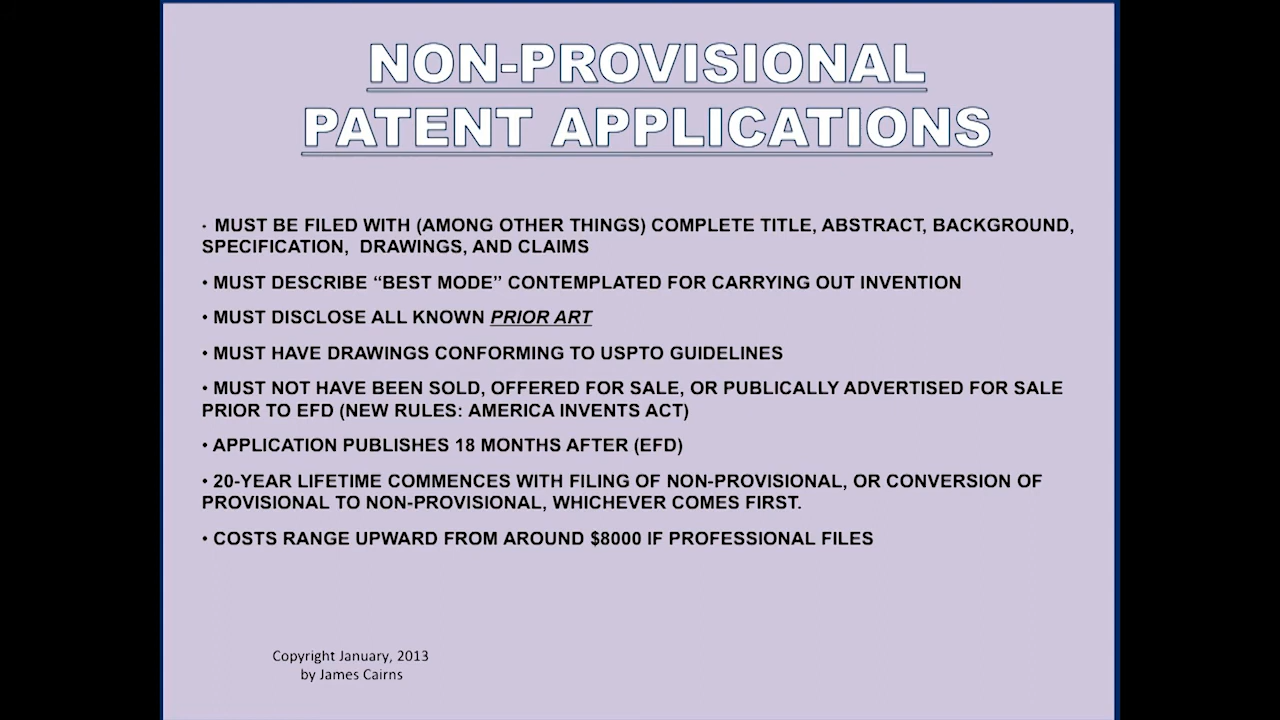 NON-PROVISIONAL
PATENT APPLICATIONS
• MUST BE FILED WITH (AMONG OTHER THINGS) COMPLETE TITLE, ABSTRACT, BACKGROUND,
SPECIFICATION, DRAWINGS, AND CLAIMS
• MUST DESCRIBE “BEST MODE” CONTEMPLATED FOR CARRYING OUT INVENTION
• MUST DISCLOSE ALL KNOWN PRIOR ART
• MUST HAVE DRAWINGS CONFORMING TO USPTO GUIDELINES
• MUST NOT HAVE BEEN SOLD, OFFERED FOR SALE, OR PUBLICALLY ADVERTISED FOR SALE
PRIOR TO EFD (NEW RULES: AMERICA INVENTS ACT)
• APPLICATION PUBLISHES 18 MONTHS AFTER (EFD)
• 20-YEAR LIFETIME COMMENCES WITH FILING OF NON-PROVISIONAL, OR CONVERSION OF
PROVISIONAL TO NON-PROVISIONAL, WHICHEVER COMES FIRST.
• COSTS RANGE UPWARD FROM AROUND $8000 IF PROFESSIONAL FILES
Copyright January, 2013
by James Cairns